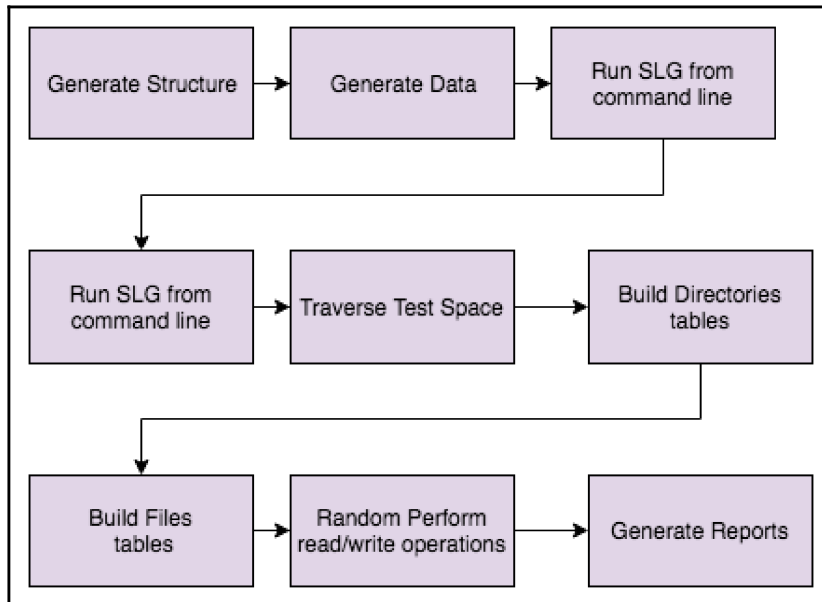 Generate Structure
Generate Data
Run SLG from
command line
Run SLG from
command line
Traverse Test Space
Build Directories
tables
Build Files
tables
Random Perform
read/write operations
Generate Reports